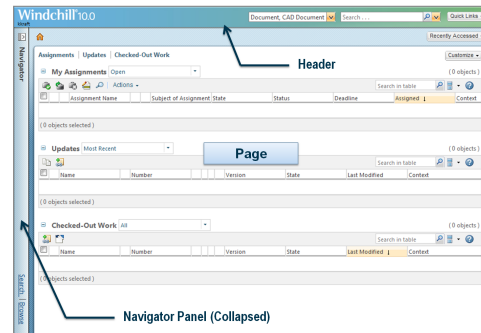 Windchill 10.0
Document, CAD Document Search . . . Quick Links
Recently Accessed
Navigator
Assignments | Updates | Checked-Out Work Customize
Header
My Assignments Open ( 0 objects )
Actions Search in table
Assignment Name Subject of Assignment State Status Deadline Assigned Context
( 0 objects selected )
Page
Updates Most Recent ( 0 objects )
Search in table
Name Number Version State Last Modified Context
( 0 objects selected )
Checked-Out Work All ( 0 objects )
Search in table
Name Number Version State Last Modified Context
( 0 objects selected )
Search | Browse
Navigator Panel (Collapsed)